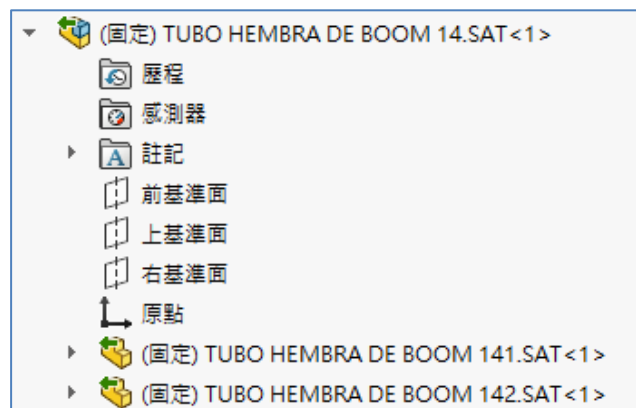 (固定) TUBO HEMBRA DE BOOM 14.SAT<1>
歷程
感測器
註記
前基準面
上基準面
右基準面
原點
(固定) TUBO HEMBRA DE BOOM 141.SAT<1>
(固定) TUBO HEMBRA DE BOOM 142.SAT<1>